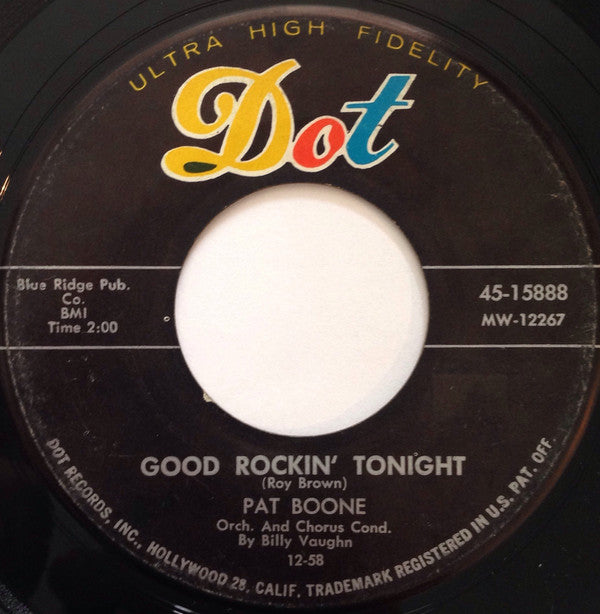 ULTRA HIGH FIDELITY
Dot
Blue Ridge Pub.
Co.
BMI
Time 2:00
45-15888
MW-12267
GOOD ROCKIN' TONIGHT
(Roy Brown)
PAT BOONE
Orch. And Chorus Cond.
By Billy Vaughn
12-58
DOT RECORDS, INC., HOLLYWOOD 28, CALIF. TRADEMARK REGISTERED IN U.S. PAT. OFF.